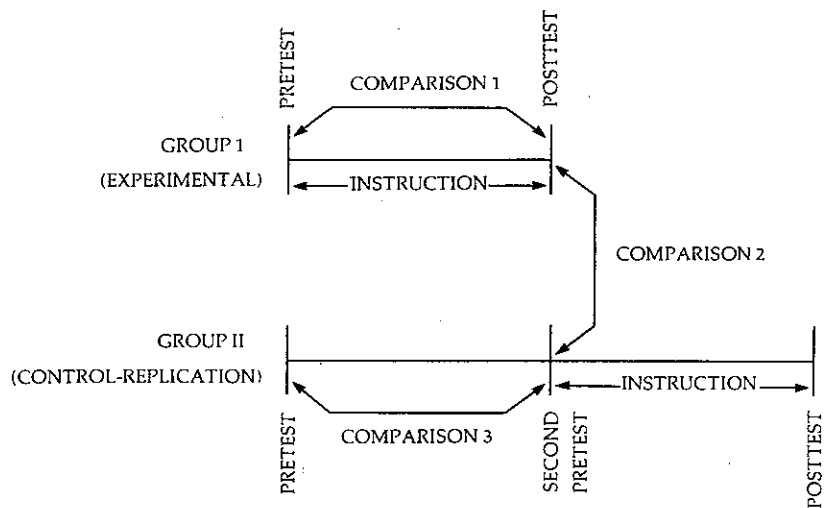 PRETEST
COMPARISON 1
POSTTEST
GROUP 1
(EXPERIMENTAL)
INSTRUCTION
COMPARISON 2
GROUP II
(CONTROL-REPLICATION)
INSTRUCTION
PRETEST
COMPARISON 3
SECOND
PRETEST
POSTTEST